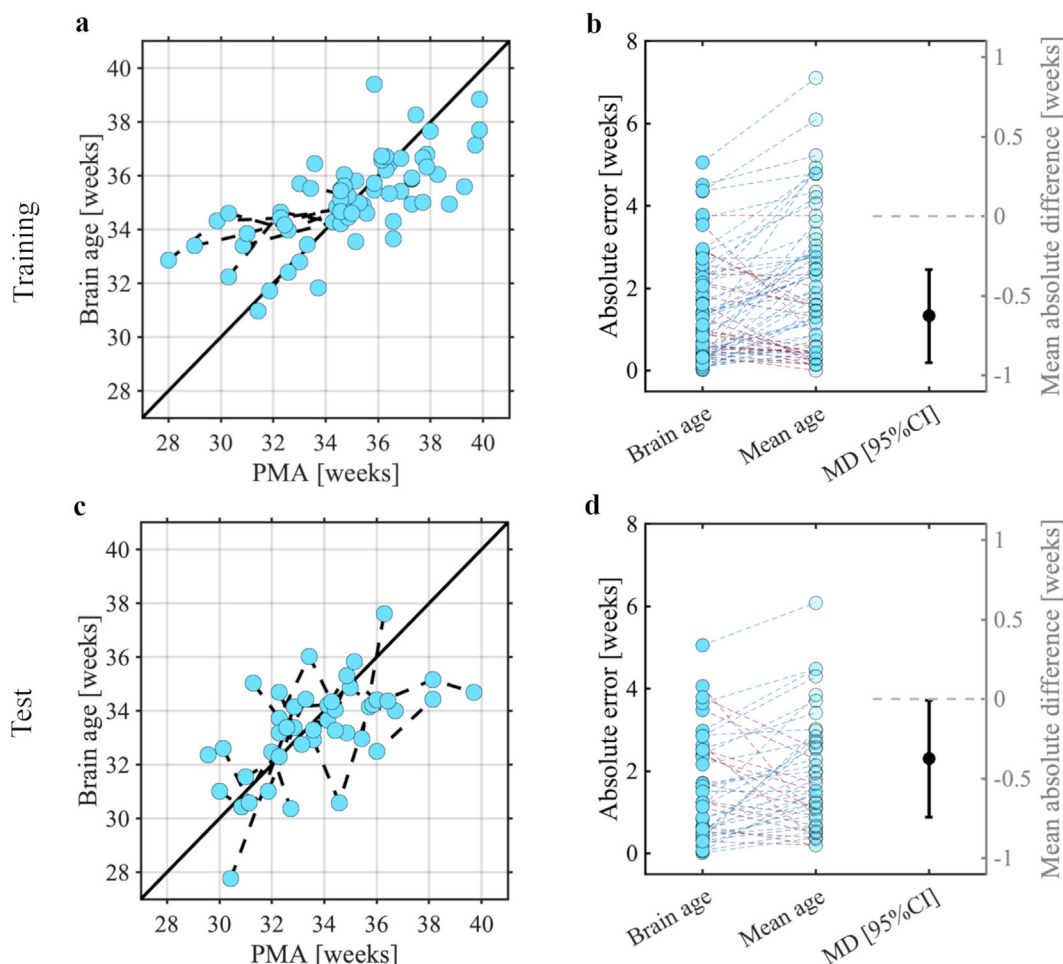 a
Training
Brain age [weeks]
40
38
36
34
32
30
28
28 30 32 34 36 38 40
PMA [weeks]
b
Absolute error [weeks]
8
6
4
2
0
Brain age
Mean age
MD [95%CI]
1
0.5
0
-0.5
-1
Mean absolute difference [weeks]
c
Test
Brain age [weeks]
40
38
36
34
32
30
28
28 30 32 34 36 38 40
PMA [weeks]
d
Absolute error [weeks]
8
6
4
2
0
Brain age
Mean age
MD [95%CI]
1
0.5
0
-0.5
-1
Mean absolute difference [weeks]